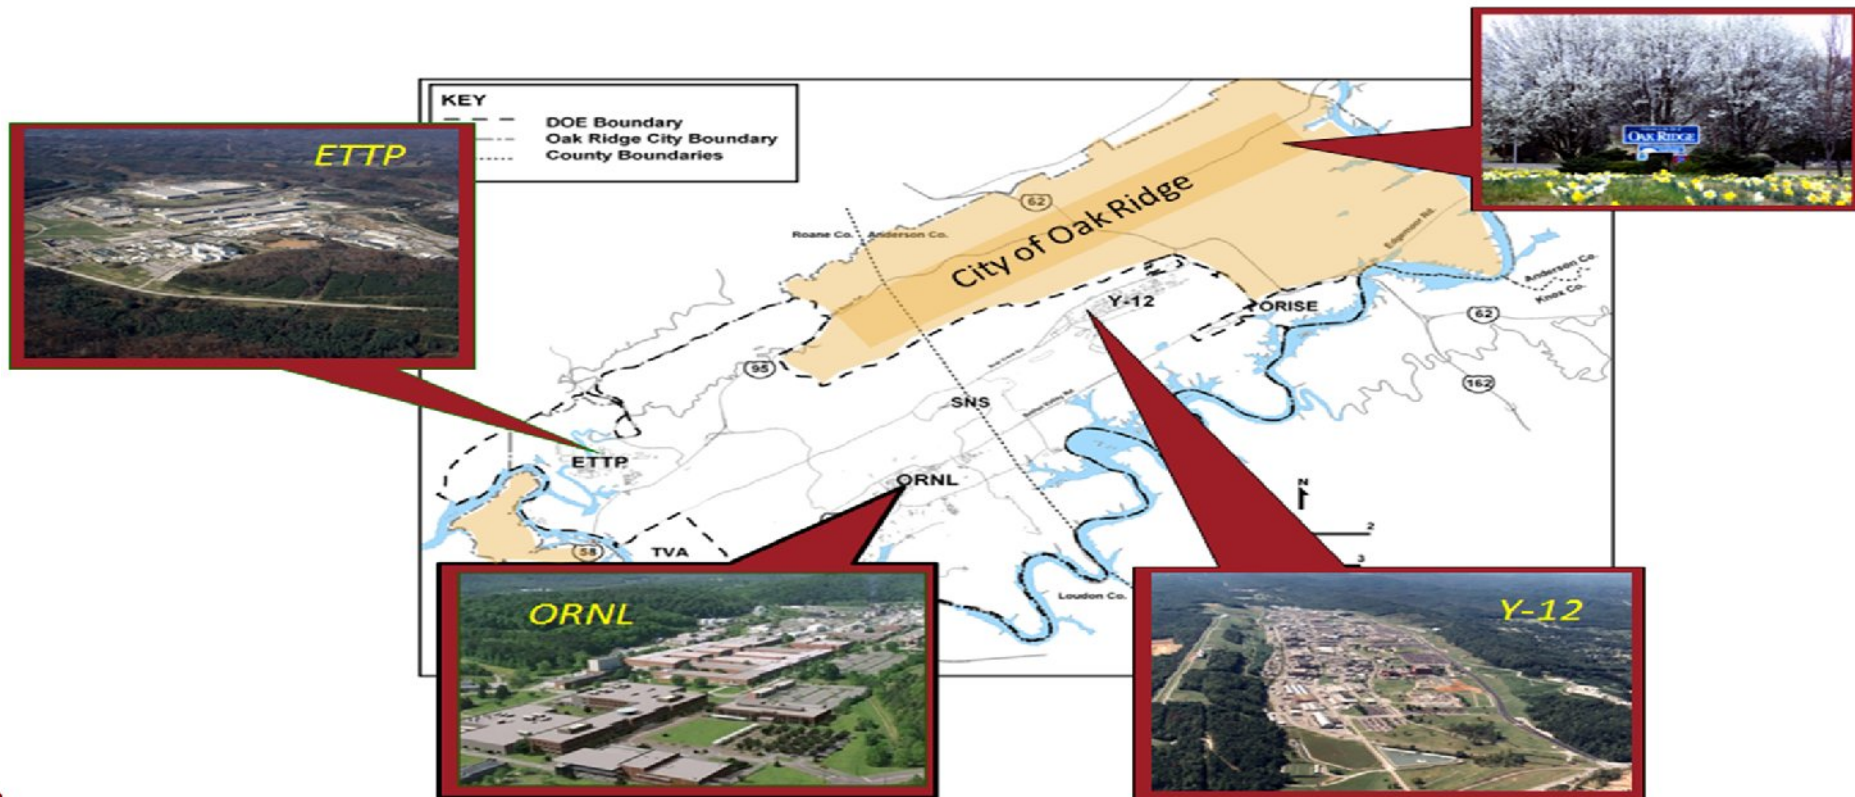 KEY
DOE Boundary
Oak Ridge City Boundary
County Boundaries
ETTP
OAK RIDGE
62
Roane Co.
Anderson Co.
City of Oak Ridge
Edgemoor Rd.
Anderson Co.
Knox Co.
Y-12
ORISE
62
95
162
SNS
ETTP
ORNL
N
2
58
TVA
3
Loudon Co.
ORNL
Y-12